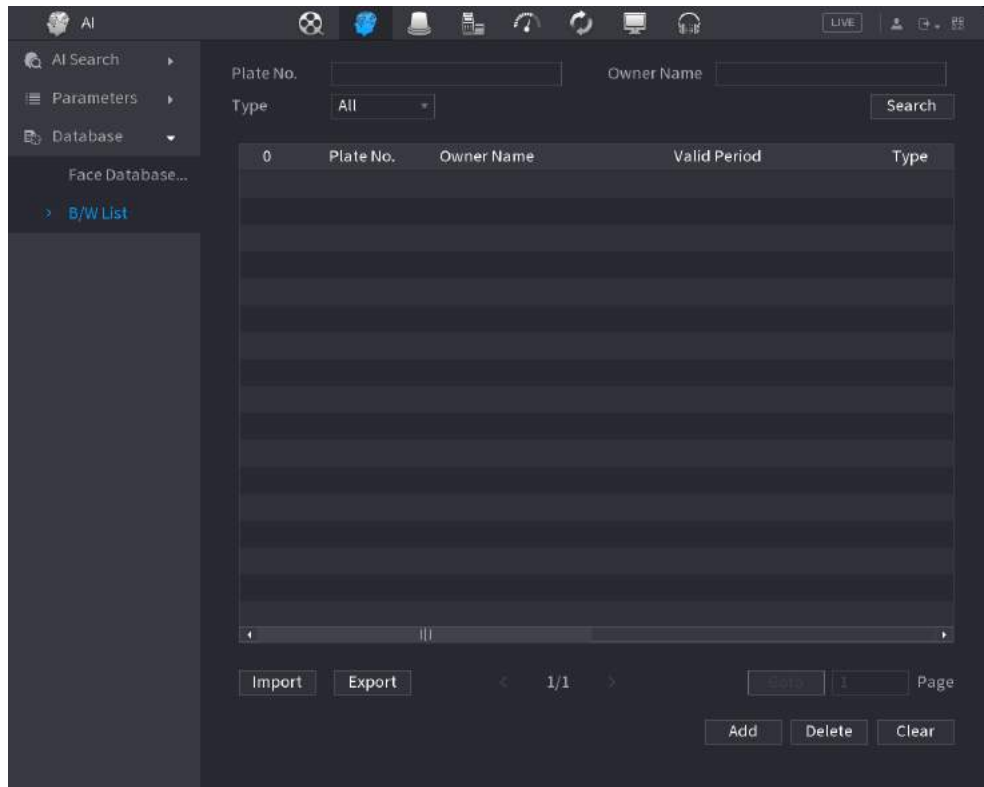 AI
LIVE
AI Search
Parameters
Database
Face Database...
B/W List
Plate No.
Owner Name
Type All
Search
0 Plate No. Owner Name Valid Period Type
Import Export 1/1 Goto 1 Page
Add Delete Clear